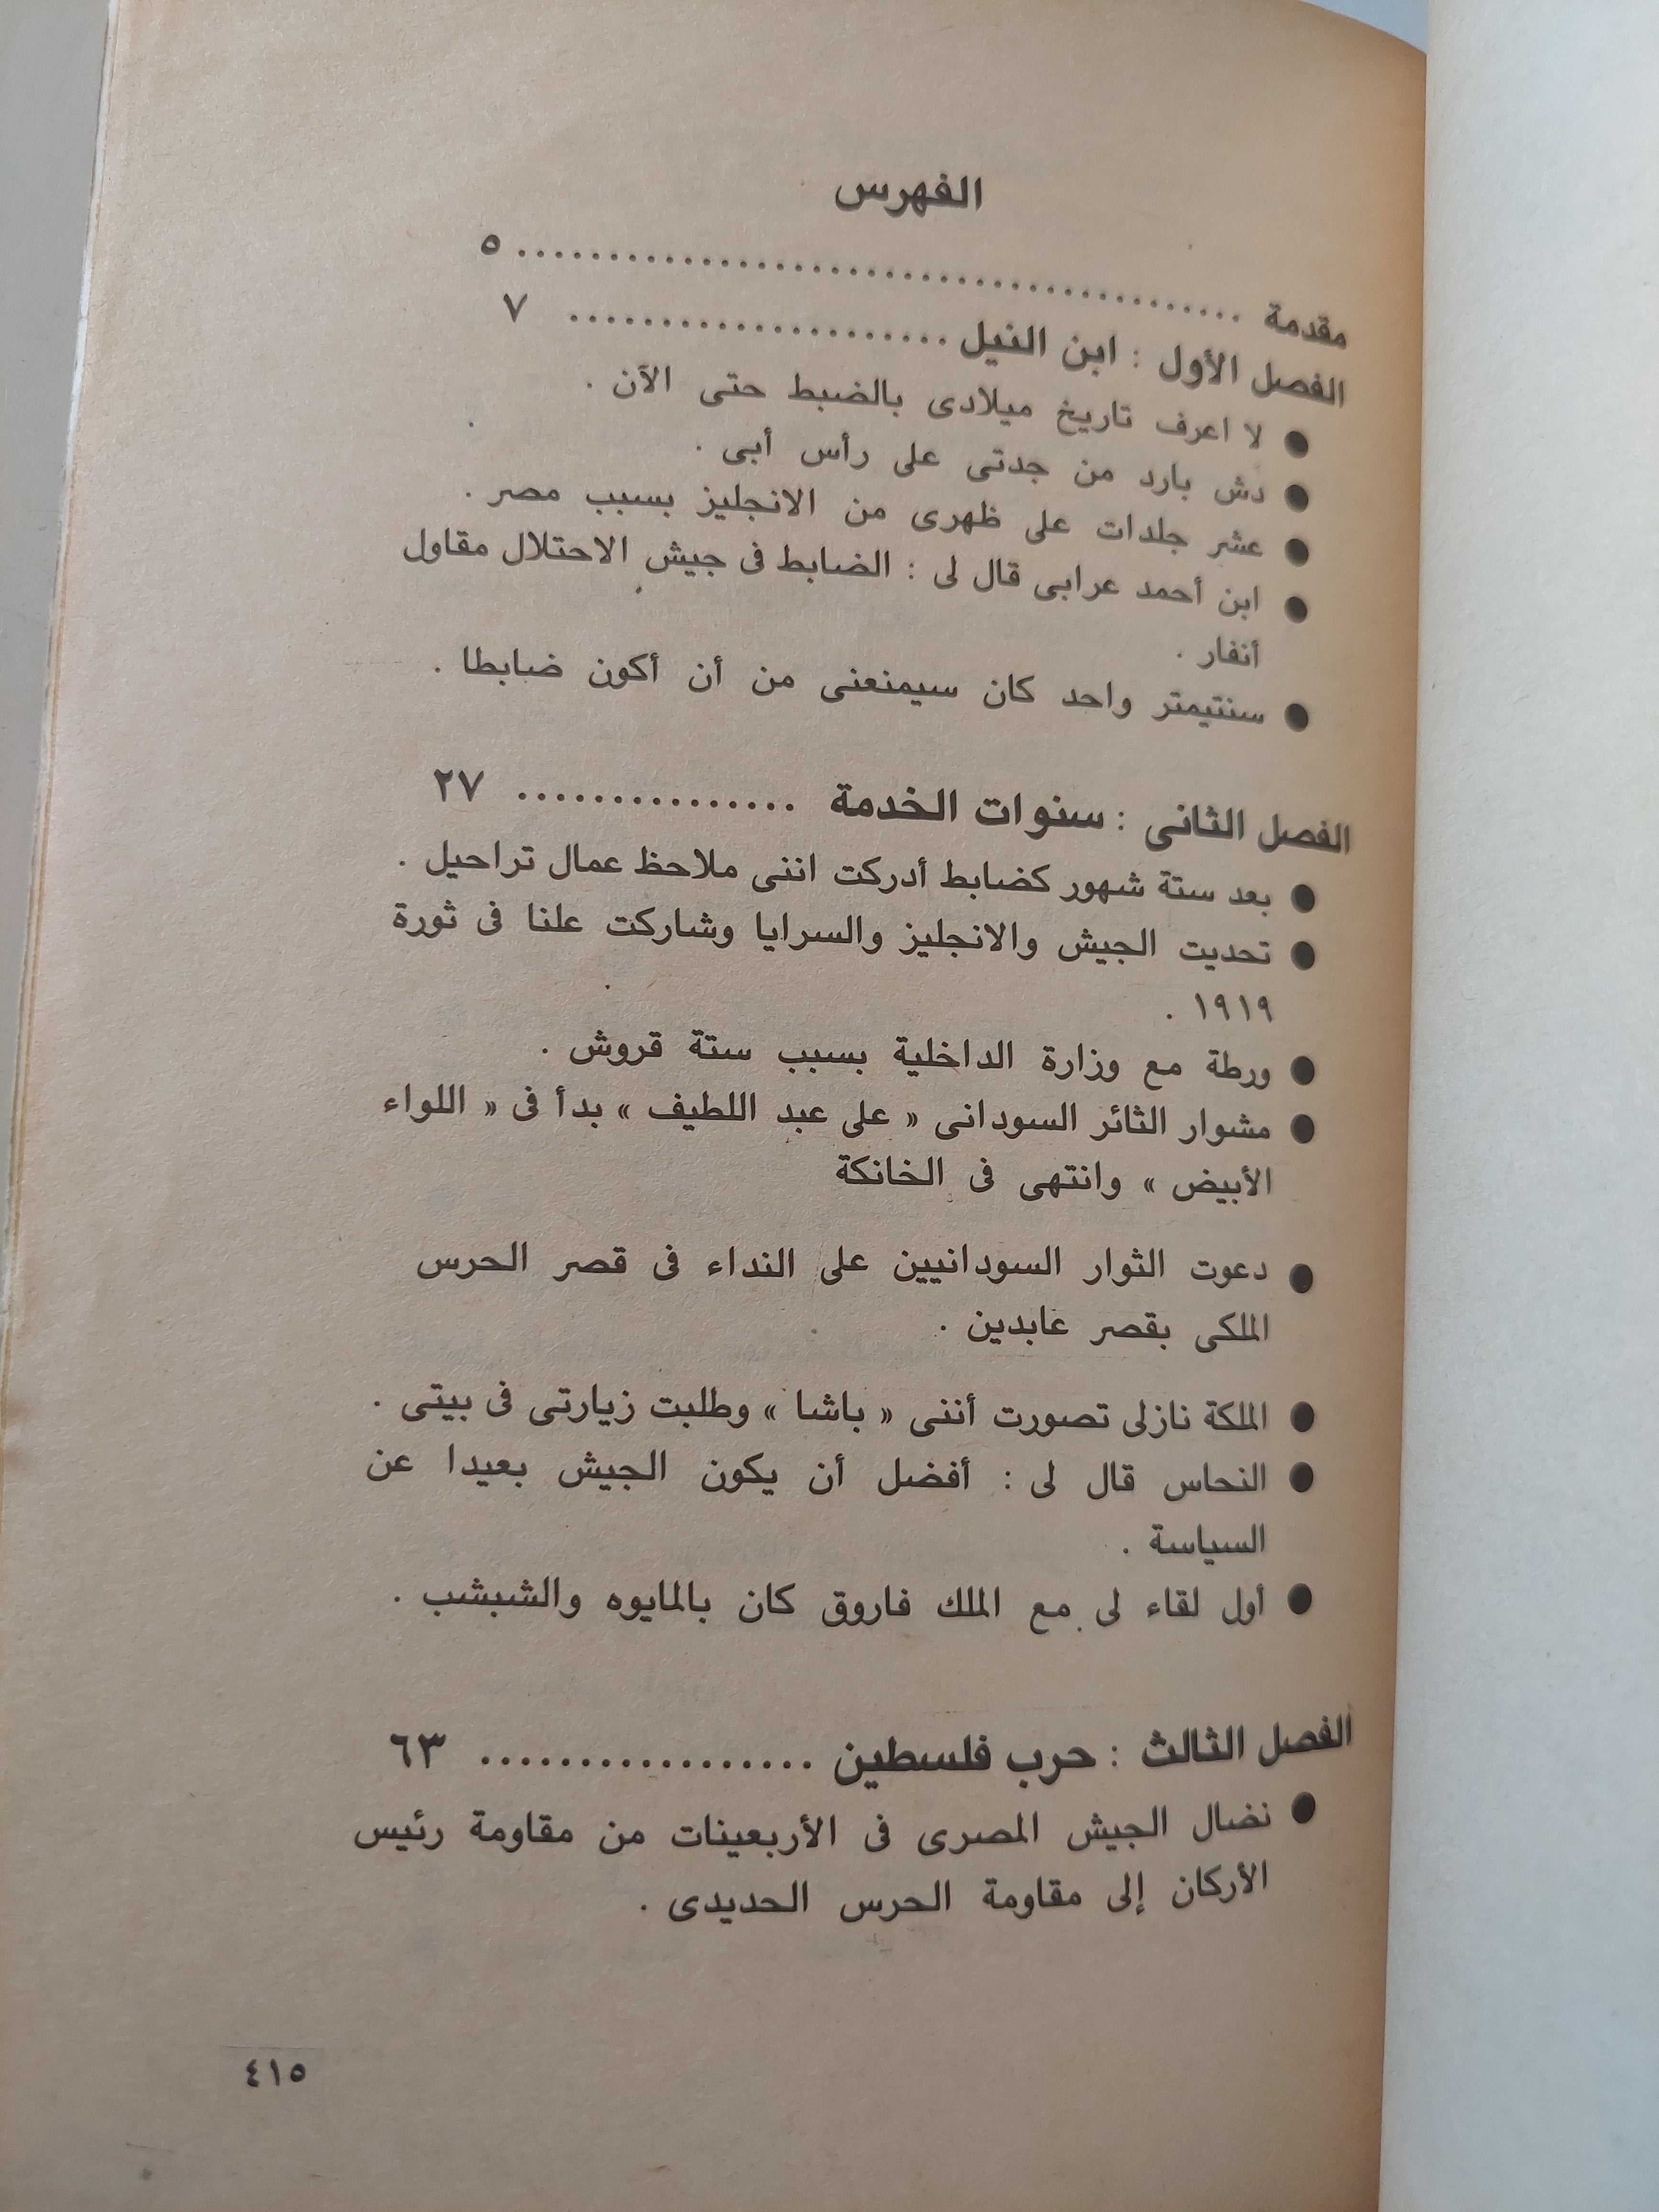 الفهرس
مقدمة ........................................ ٥
الفصل الأول : ابن النيل ..................... ٧
● لا اعرف تاريخ ميلادى بالضبط حتى الآن .
● دش بارد من جدتى على رأس أبى .
● عشر جلدات على ظهرى من الانجليز بسبب مصر .
● ابن أحمد عرابى قال لى : الضابط فى جيش الاحتلال مقاول
أنفار .
● سنتيمتر واحد كان سيمنعنى من أن أكون ضابطا .
الفصل الثانى : سنوات الخدمة ............... ٢٧
● بعد ستة شهور كضابط أدركت اننى ملاحظ عمال تراحيل .
● تحديت الجيش والانجليز والسرايا وشاركت علنا فى ثورة
١٩١٩ .
● ورطة مع وزارة الداخلية بسبب ستة قروش .
● مشوار الثائر السودانى « على عبد اللطيف » بدأ فى « اللواء
الأبيض » وانتهى فى الخانكة
● دعوت الثوار السودانيين على النداء فى قصر الحرس
الملكى بقصر عابدين .
● الملكة نازلى تصورت أننى « باشا » وطلبت زيارتى فى بيتى .
● النحاس قال لى : أفضل أن يكون الجيش بعيدا عن
السياسة .
● أول لقاء لى مع الملك فاروق كان بالمايوه والشبشب .
الفصل الثالث : حرب فلسطين .................. ٦٣
● نضال الجيش المصرى فى الأربعينات من مقاومة رئيس
الأركان إلى مقاومة الحرس الحديدى .
٤١٥